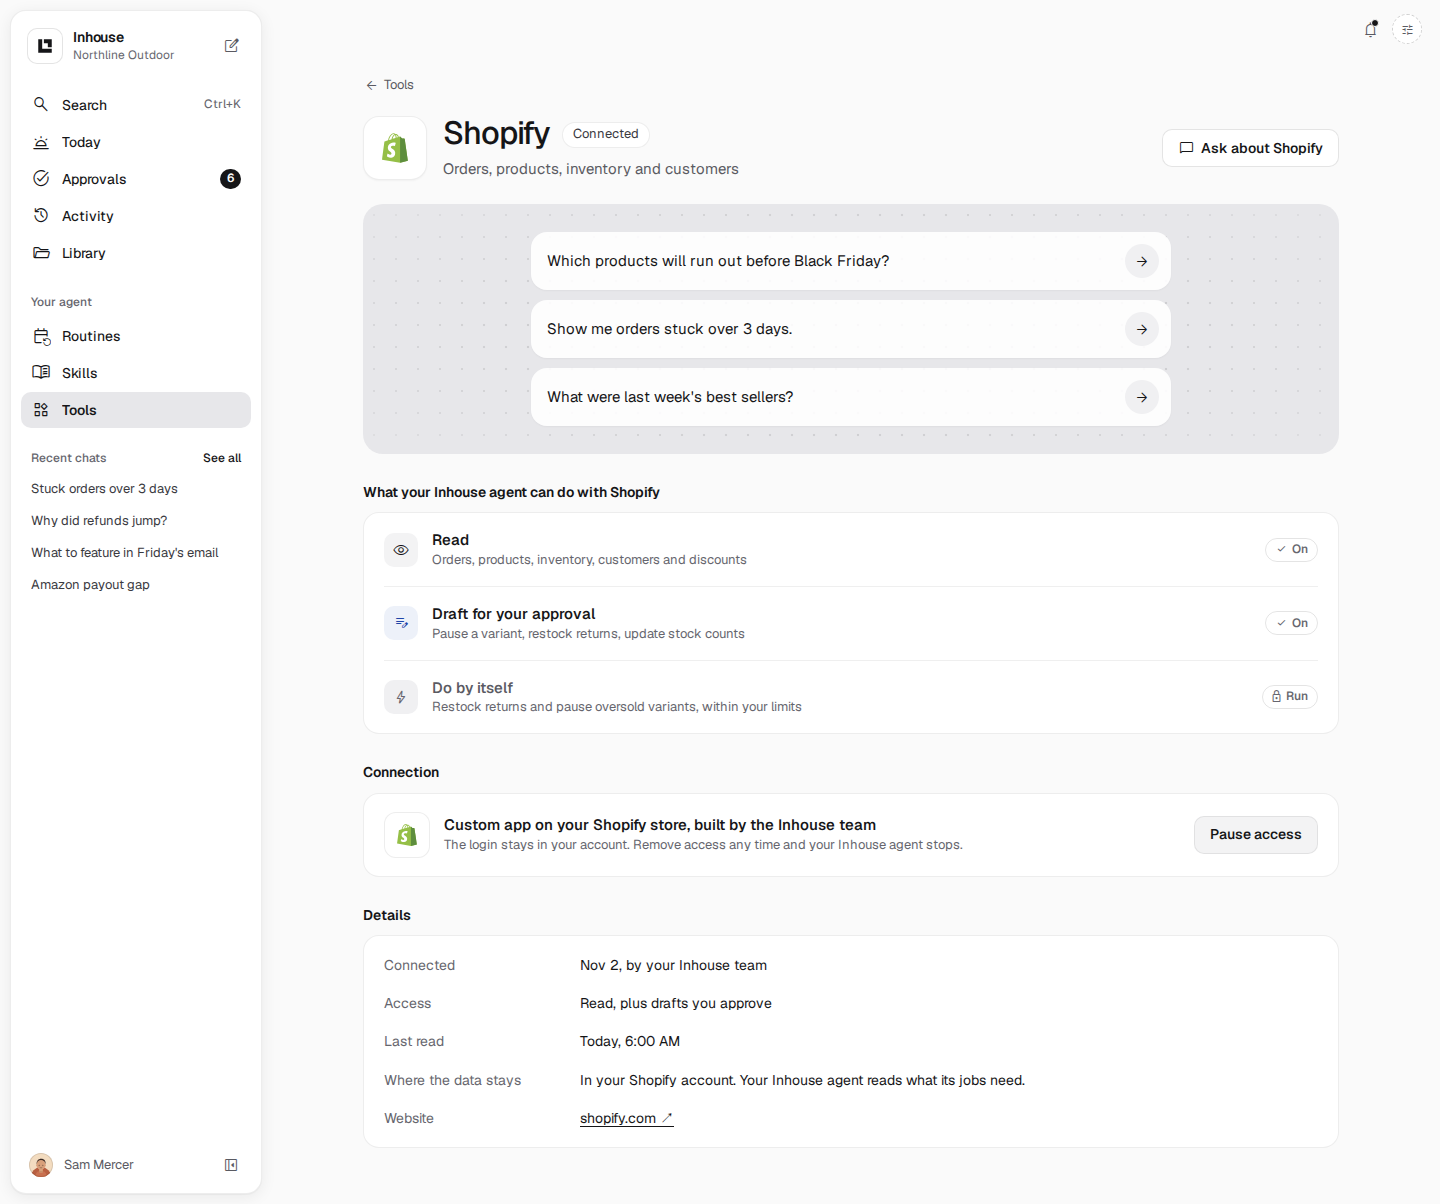 Inhouse
Northline Outdoor
Search Ctrl+K
Today
Approvals 6
Activity
Library
Your agent
Routines
Skills
Tools
Recent chats See all
Stuck orders over 3 days
Why did refunds jump?
What to feature in Friday's email
Amazon payout gap
Sam Mercer
Tools
Shopify Connected
Orders, products, inventory and customers
Ask about Shopify
Which products will run out before Black Friday?
Show me orders stuck over 3 days.
What were last week's best sellers?
What your Inhouse agent can do with Shopify
Read
Orders, products, inventory, customers and discounts
On
Draft for your approval
Pause a variant, restock returns, update stock counts
On
Do by itself
Restock returns and pause oversold variants, within your limits
Run
Connection
Custom app on your Shopify store, built by the Inhouse team
The login stays in your account. Remove access any time and your Inhouse agent stops.
Pause access
Details
Connected Nov 2, by your Inhouse team
Access Read, plus drafts you approve
Last read Today, 6:00 AM
Where the data stays In your Shopify account. Your Inhouse agent reads what its jobs need.
Website shopify.com ↗